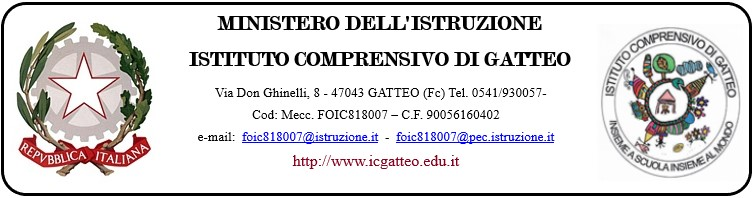 MINISTERO DELL'ISTRUZIONE
ISTITUTO COMPRENSIVO DI GATTEO
Via Don Ghinelli, 8 - 47043 GATTEO (Fc) Tel. 0541/930057-
Cod: Mecc. FOIC818007 – C.F. 90056160402
e-mail: foic818007@istruzione.it - foic818007@pec.istruzione.it
http://www.icgatteo.edu.it
REPVBBLICA ITALIANA
ISTITUTO COMPRENSIVO DI GATTEO
INSIEME A SCUOLA INSIEME AL MONDO